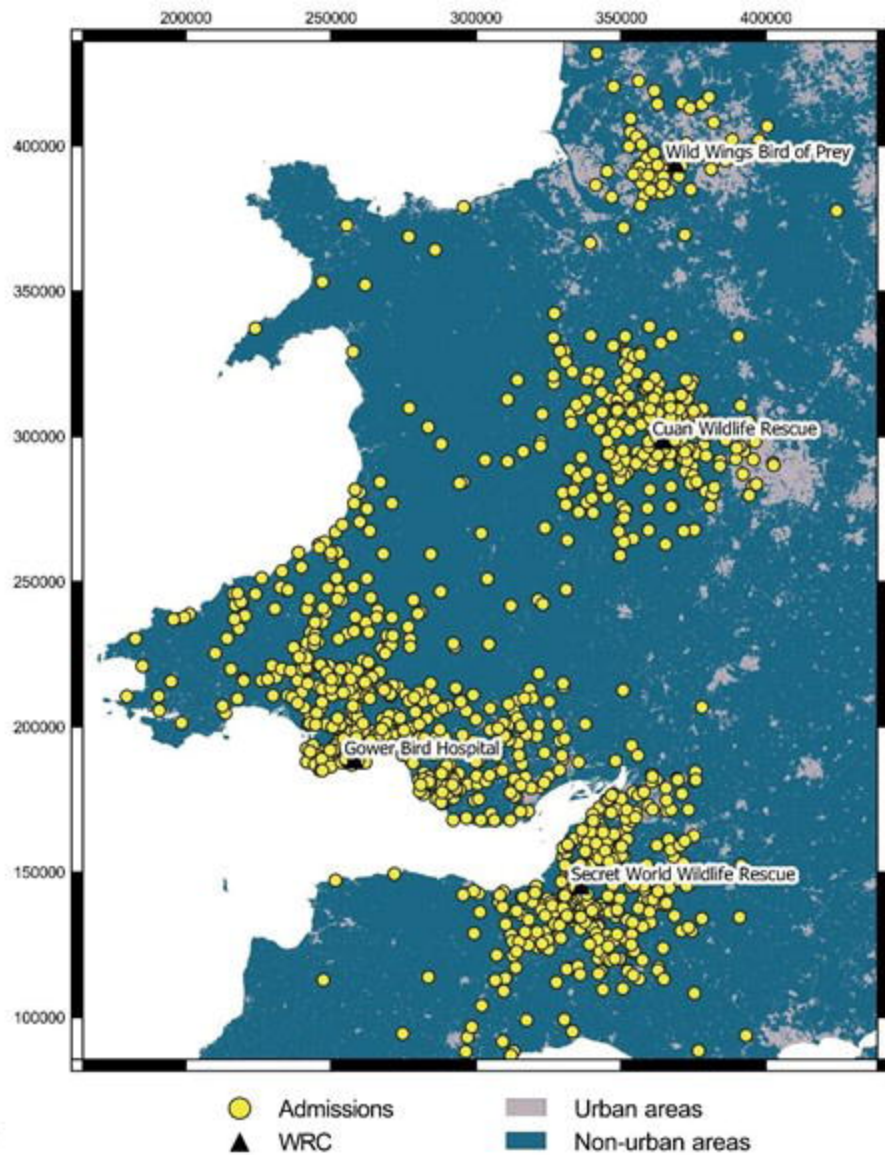 200000 250000 300000 350000 400000
400000
Wild Wings Bird of Prey
350000
300000
Cuan Wildlife Rescue
250000
200000
Gower Bird Hospital
150000
Secret World Wildlife Rescue
100000
Admissions Urban areas
WRC Non-urban areas